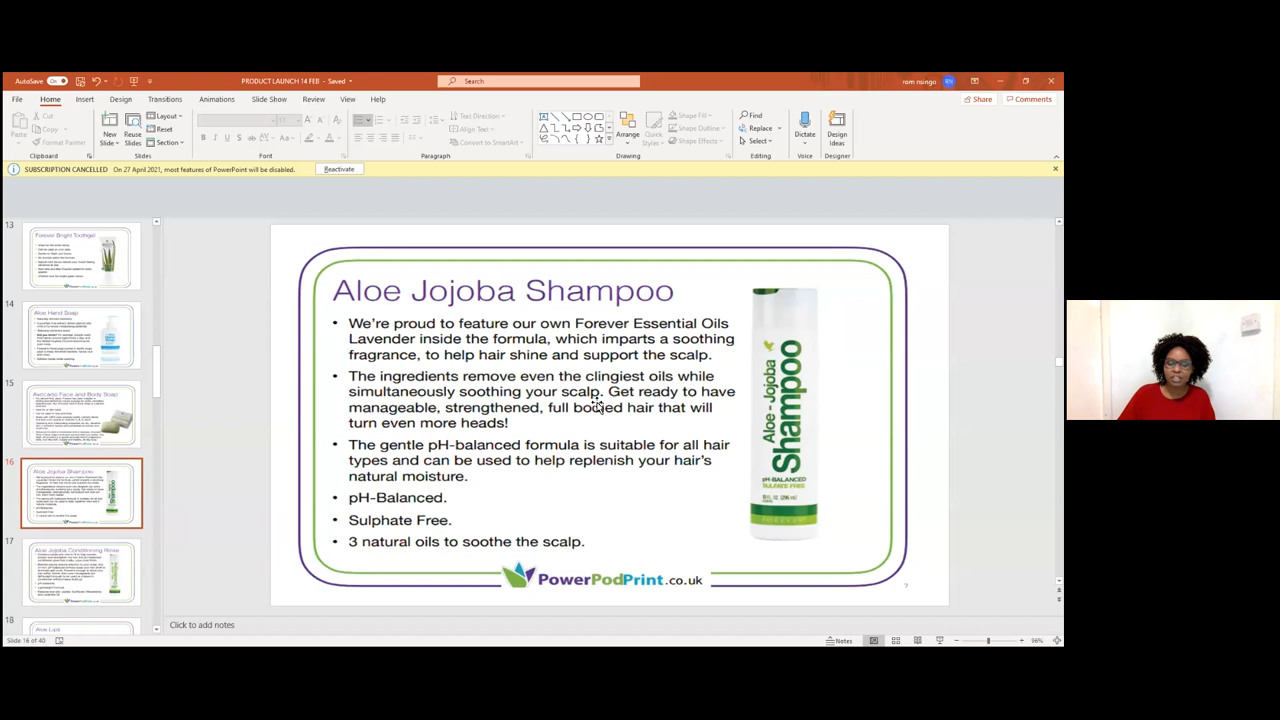 AutoSave On
PRODUCT LAUNCH 14 FEB - Saved
Search
rom nsingo RN
File Home Insert Design Transitions Animations Slide Show Review View Help
Share Comments
Paste
Cut
Copy
Format Painter
Clipboard
New Slide
Reuse Slides
Layout
Reset
Section
Slides
Font
Text Direction
Align Text
Convert to SmartArt
Paragraph
Arrange
Quick Styles
Shape Fill
Shape Outline
Shape Effects
Drawing
Find
Replace
Select
Editing
Dictate
Voice
Design Ideas
Designer
SUBSCRIPTION CANCELLED On 27 April 2021, most features of PowerPoint will be disabled. Reactivate
13
Forever Bright Toothgel
14
Aloe Hand Soap
15
Avocado Face and Body Soap
16
Aloe Jojoba Shampoo
17
Aloe Jojoba Conditioning Rinse
18
Aloe Lips
Aloe Jojoba Shampoo
• We're proud to feature our own Forever Essential Oils
Lavender inside the formula, which imparts a soothing
fragrance, to help hair shine and support the scalp.
• The ingredients remove even the clingiest oils while
simultaneously soothing your scalp. Get ready to have
manageable, strengthened, full bodied hair that will
turn even more heads!
• The gentle pH-balanced formula is suitable for all hair
types and can be used to help replenish your hair's
natural moisture.
• pH-Balanced.
• Sulphate Free.
• 3 natural oils to soothe the scalp.
Aloe-Jojoba
Shampoo
pH-BALANCED
SULFATE FREE
FOREVER
PowerPodPrint.co.uk
Click to add notes
Slide 16 of 40
Notes
98%